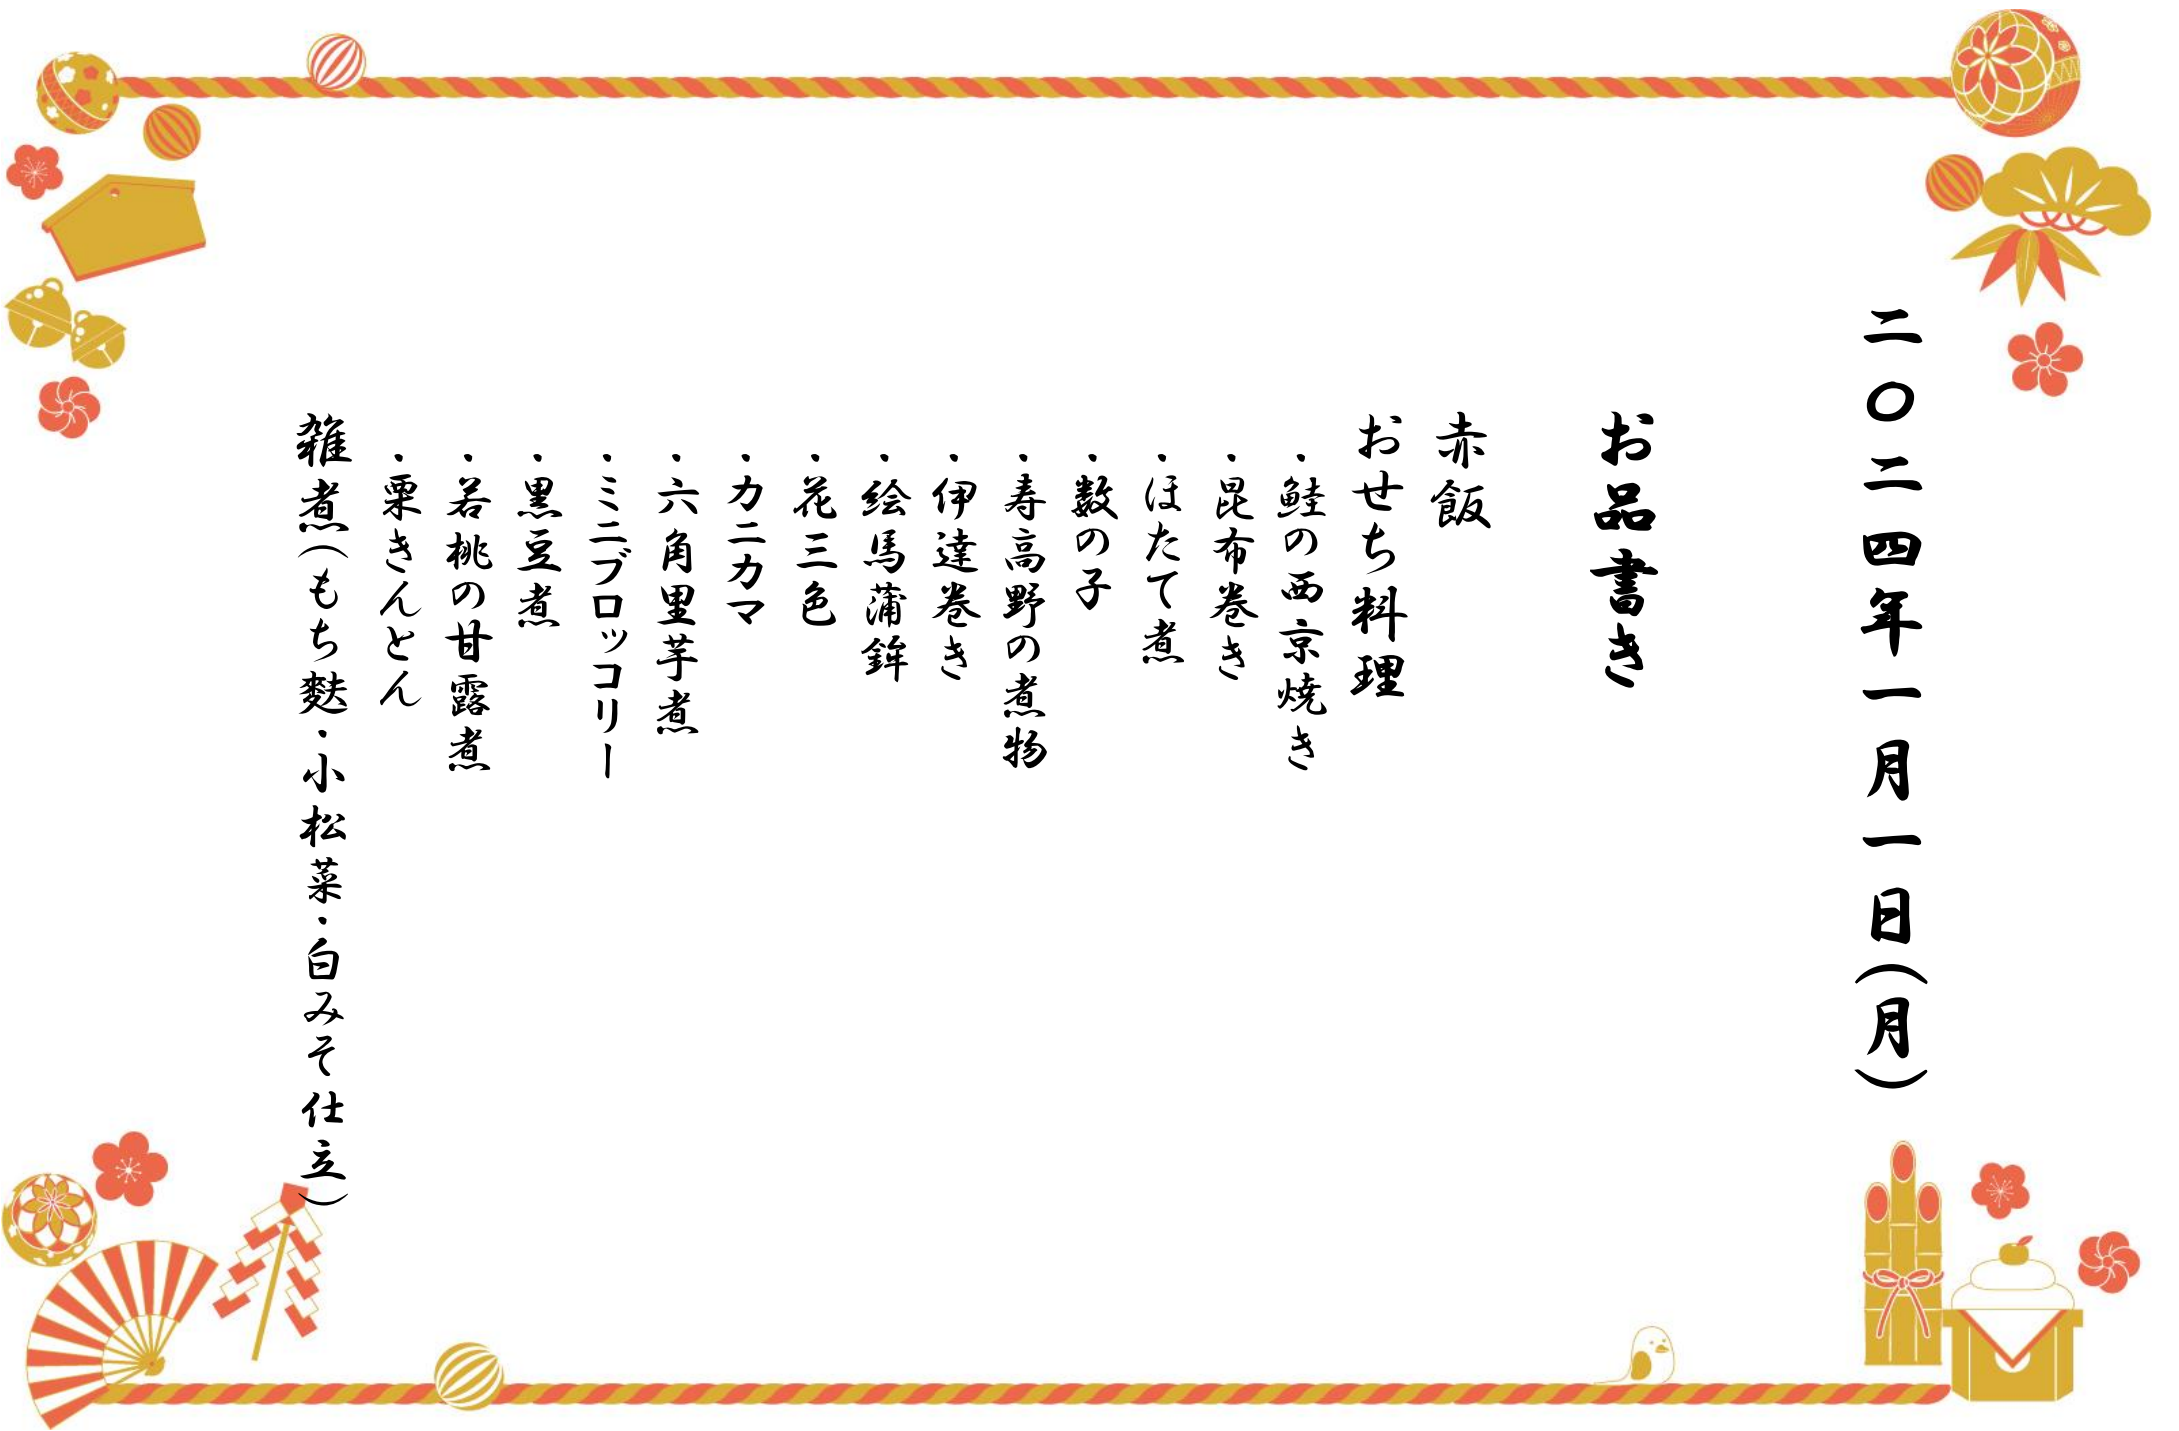 二〇二四年一月一日(月)
お品書き
赤飯
おせち料理
・鮭の西京焼き
・昆布巻き
・ほたて煮
・数の子
・寿高野の煮物
・伊達巻き
・絵馬蒲鉾
・花三色
・カニカマ
・六角里芋煮
・ミニブロッコリー
・黒豆煮
・若桃の甘露煮
・栗きんとん
雑煮(もち麩・小松菜・白みそ仕立)